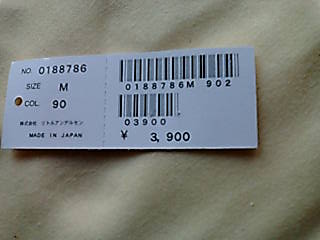 NO. 0188786
SIZE M
COL. 90
株式会社 リトルアンデルセン
MADE IN JAPAN
0188786M 902
03900
¥ 3,900